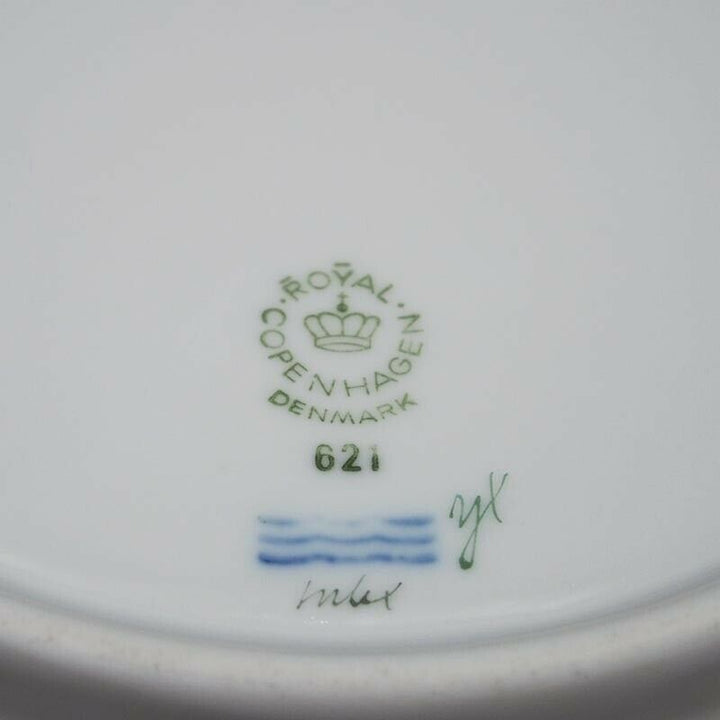 ROYAL
COPENHAGEN
DENMARK
621